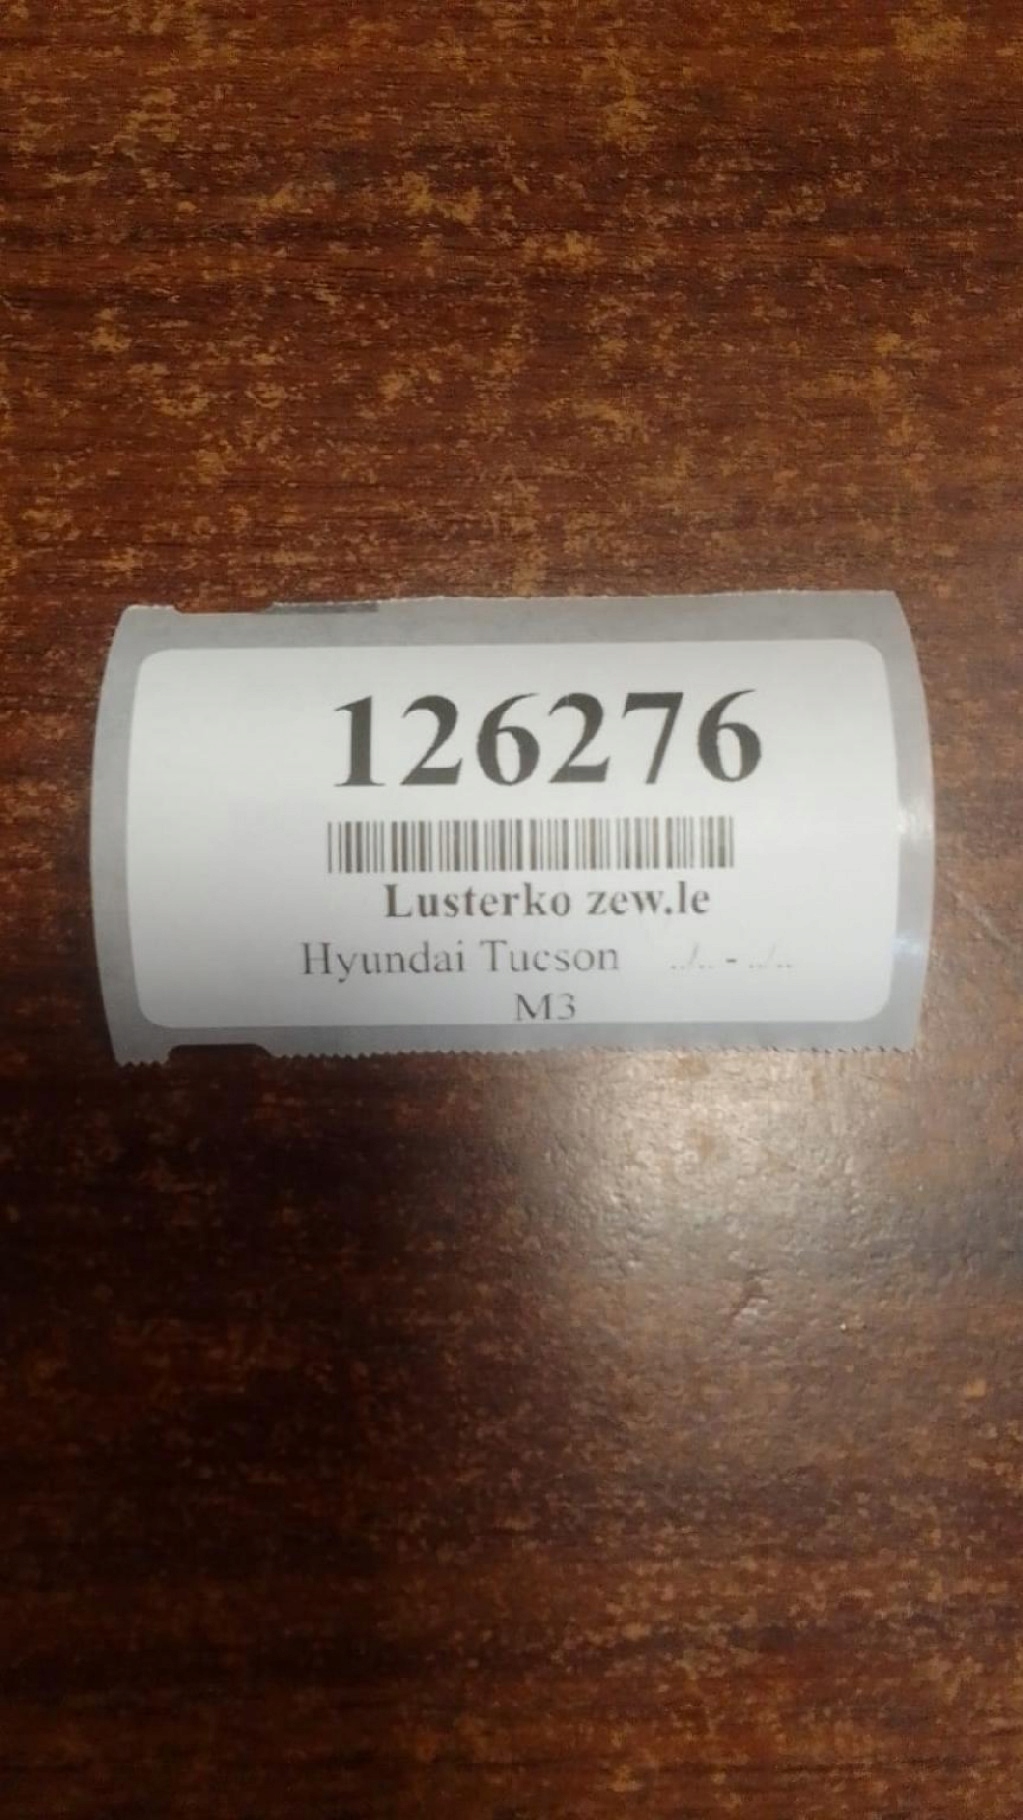 126276
Lusterko zew.le
Hyundai Tucson ../.. - ../..
M3